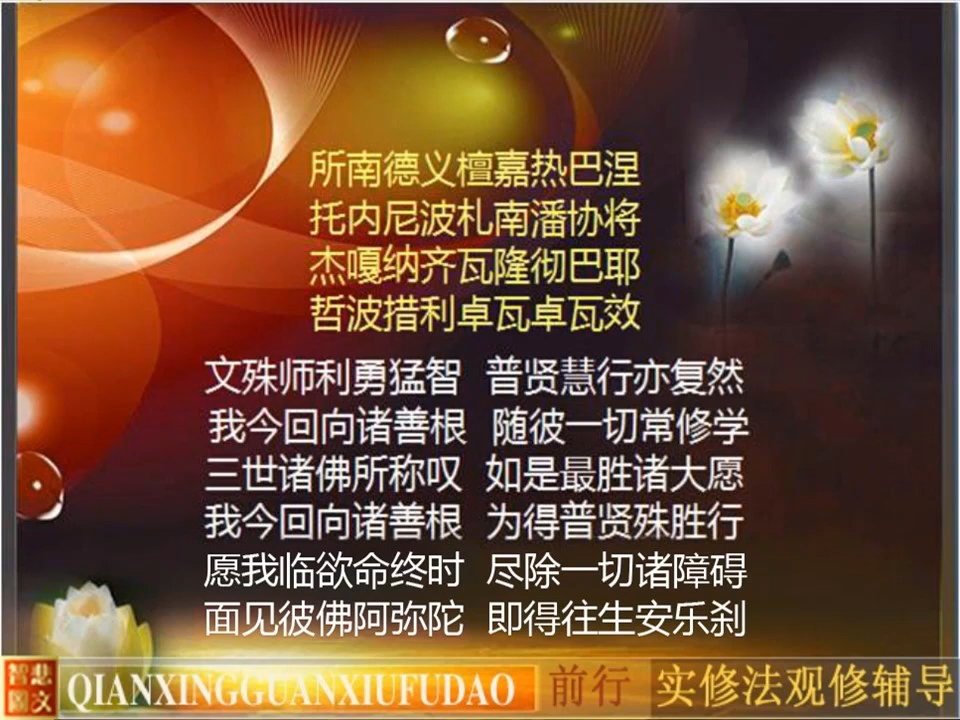 所南德义檀嘉热巴涅
托内尼波札南潘协将
杰嘎纳齐瓦隆彻巴耶
哲波措利卓瓦卓瓦效
文殊师利勇猛智 普贤慧行亦复然
我今回向诸善根 随彼一切常修学
三世诸佛所称叹 如是最胜诸大愿
我今回向诸善根 为得普贤殊胜行
愿我临欲命终时 尽除一切诸障碍
面见彼佛阿弥陀 即得往生安乐刹
QIANXINGGUANXIUFUDAO 前行 实修法观修辅导